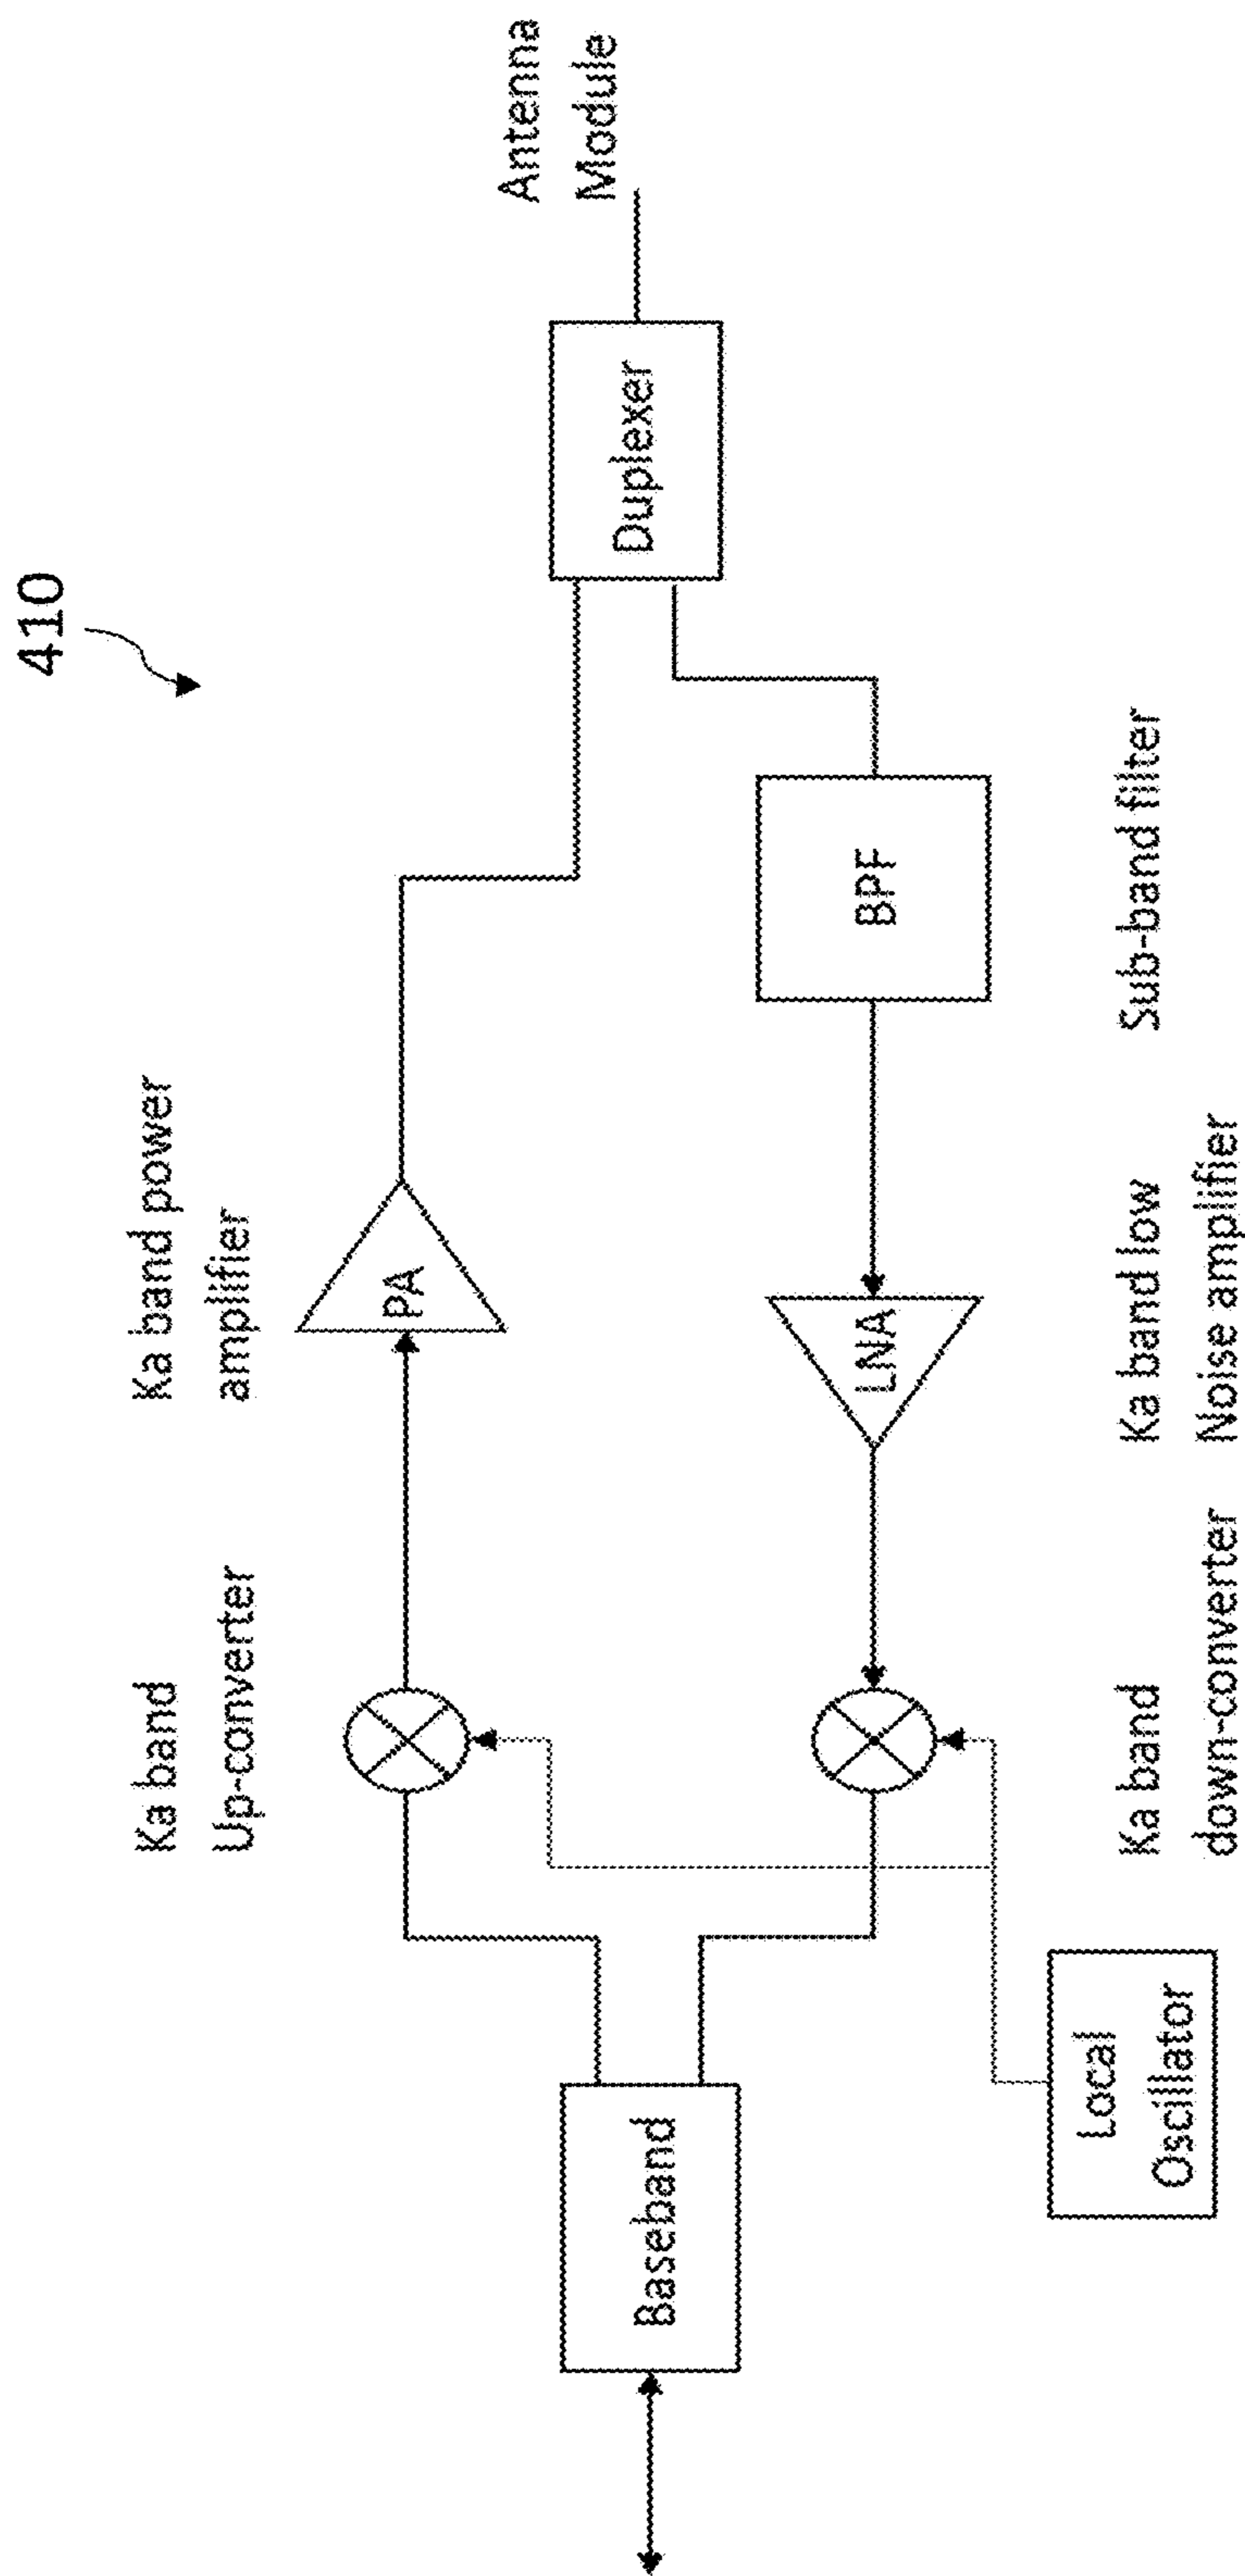 410
Ka band
Up-converter
Ka band power
amplifier
PA
Antenna
Module
Baseband
Duplexer
LNA
BPF
Local
Oscillator
Ka band
down-converter
Ka band low
Noise amplifier
Sub-band filter